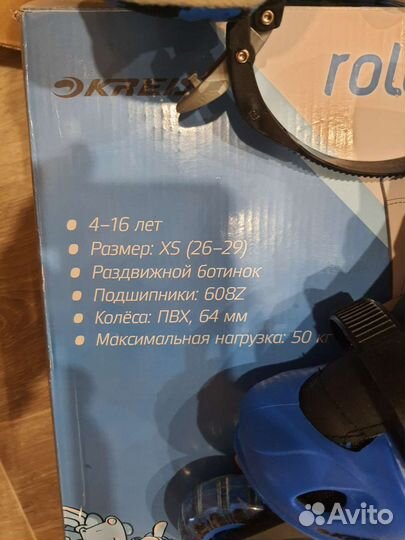 KREISS
rol
4–16 лет
Размер: XS (26–29)
Раздвижной ботинок
Подшипники: 608Z
Колёса: ПВХ, 64 мм
Максимальная нагрузка: 50 кг
Avito